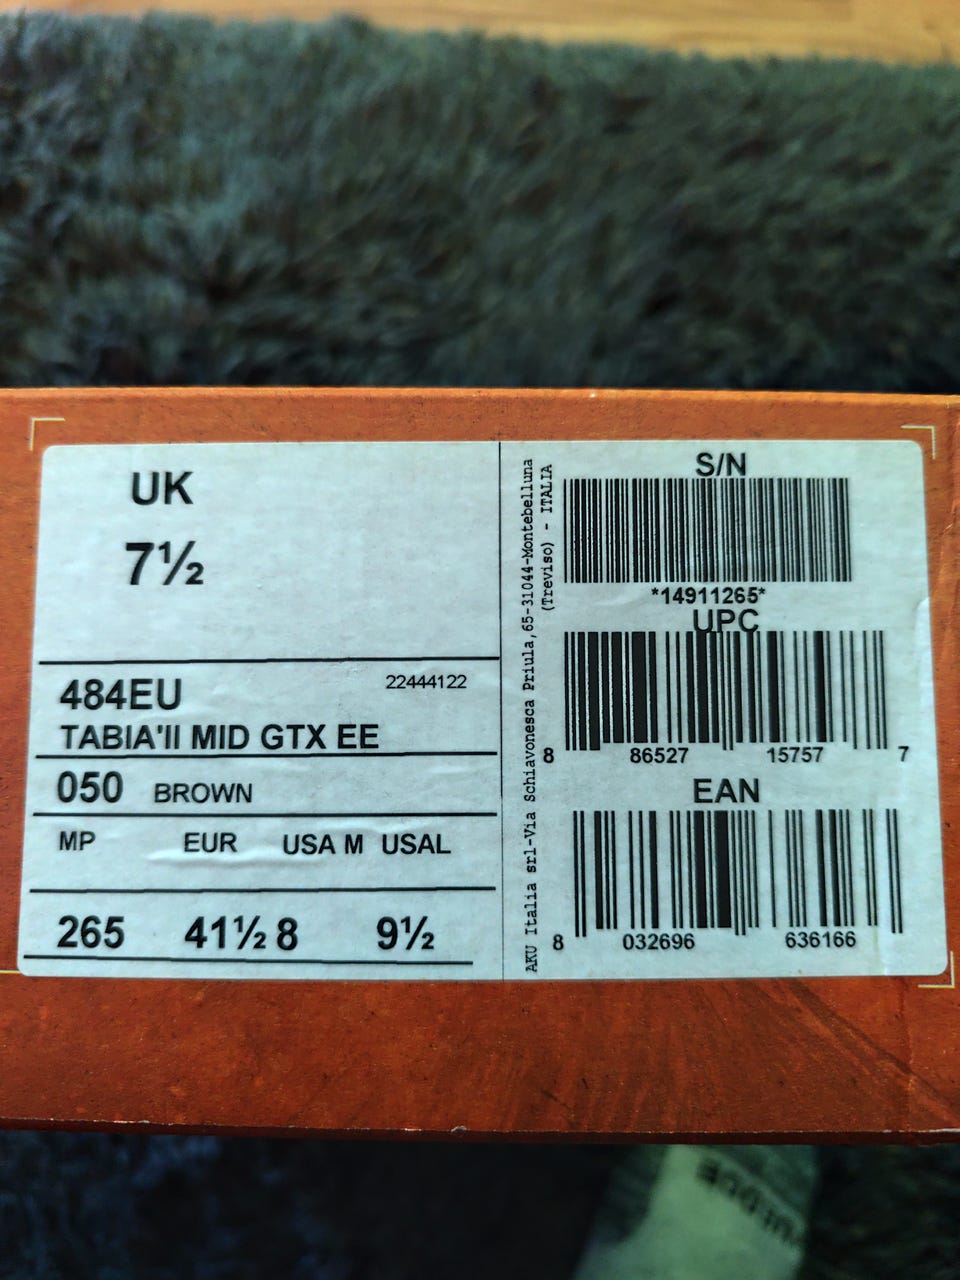 UK
7½
484EU 22444122
TABIA'II MID GTX EE
050 BROWN
MP EUR USA M USAL
265 41½ 8 9½
AKU Italia srl-Via Schiavonesca Priula,65-31044-Montebelluna
(Treviso) - ITALIA
S/N
*14911265*
UPC
8 86527 15757 7
EAN
8 032696 636166